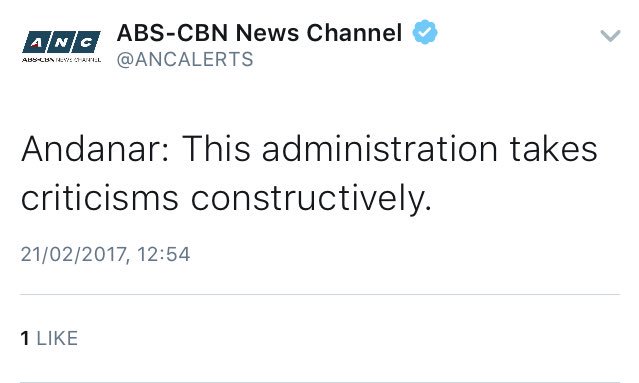 ANC
ABS-CBN NEWS CHANNEL
ABS-CBN News Channel
@ANCALERTS
Andanar: This administration takes
criticisms constructively.
21/02/2017, 12:54
1 LIKE